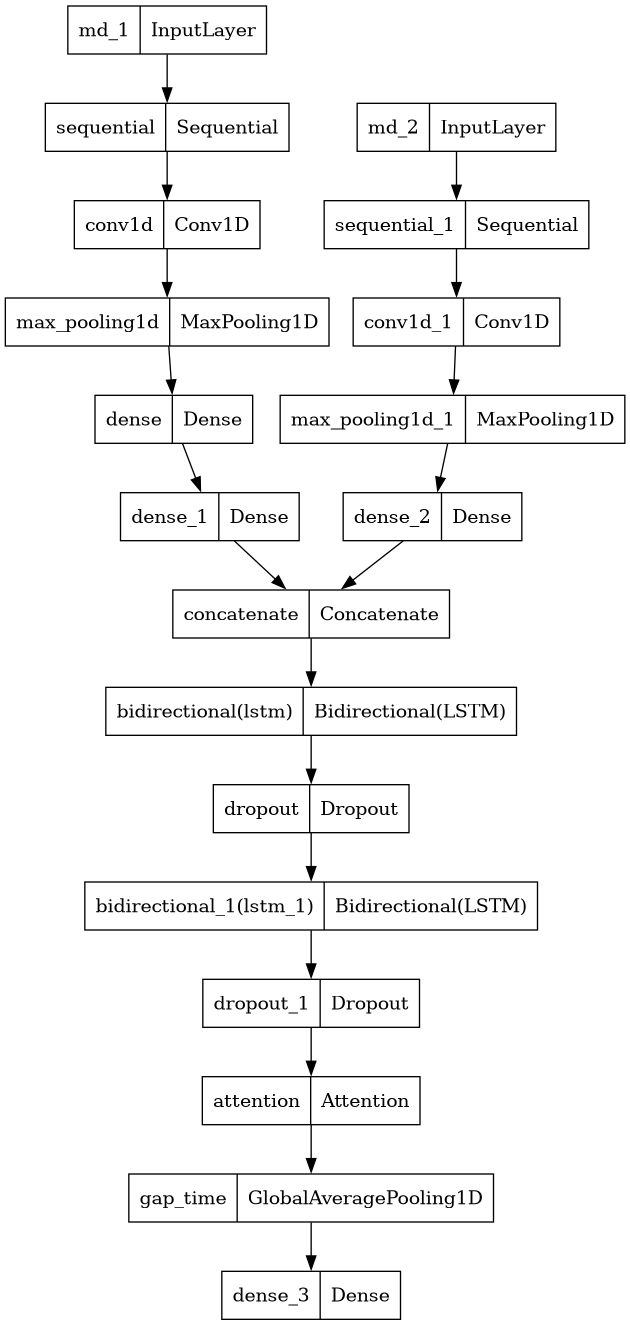 md_1 InputLayer
sequential Sequential
md_2 InputLayer
conv1d Conv1D
sequential_1 Sequential
max_pooling1d MaxPooling1D
conv1d_1 Conv1D
dense Dense
max_pooling1d_1 MaxPooling1D
dense_1 Dense
dense_2 Dense
concatenate Concatenate
bidirectional(lstm) Bidirectional(LSTM)
dropout Dropout
bidirectional_1(lstm_1) Bidirectional(LSTM)
dropout_1 Dropout
attention Attention
gap_time GlobalAveragePooling1D
dense_3 Dense